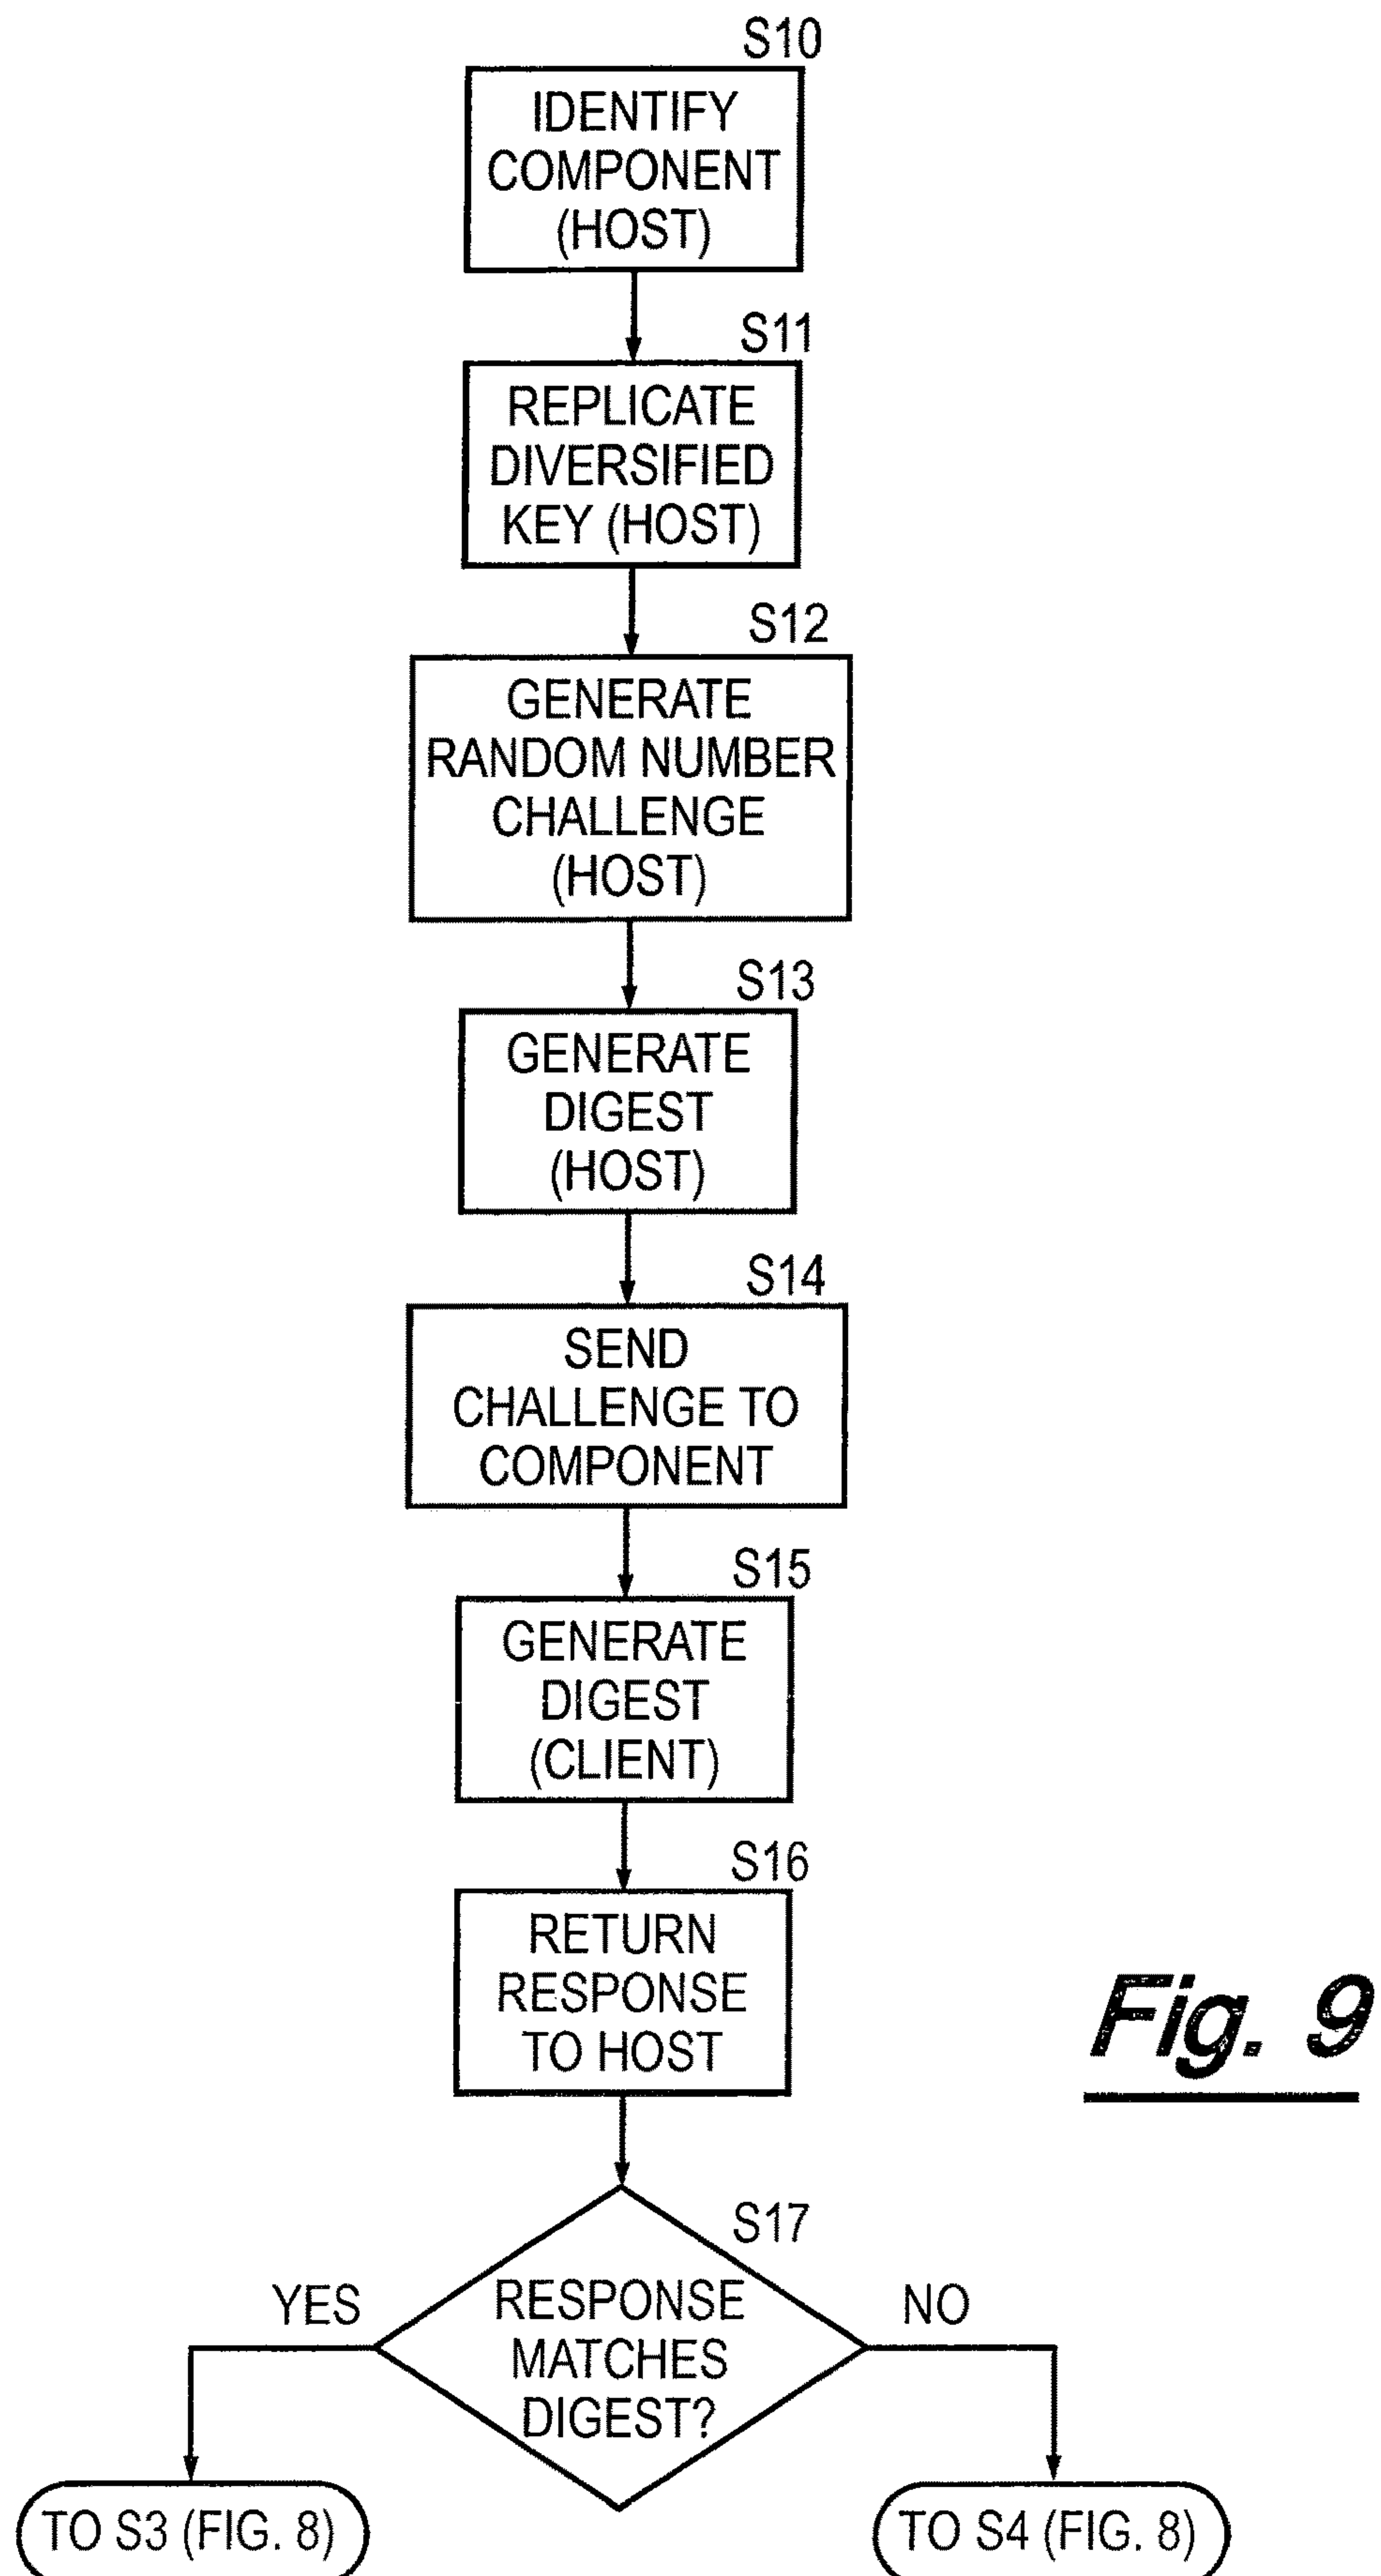 S10
IDENTIFY
COMPONENT
(HOST)
S11
REPLICATE
DIVERSIFIED
KEY (HOST)
S12
GENERATE
RANDOM NUMBER
CHALLENGE
(HOST)
S13
GENERATE
DIGEST
(HOST)
S14
SEND
CHALLENGE TO
COMPONENT
S15
GENERATE
DIGEST
(CLIENT)
S16
RETURN
RESPONSE
TO HOST
Fig. 9
S17
RESPONSE
MATCHES
DIGEST?
YES
NO
TO S3 (FIG. 8)
TO S4 (FIG. 8)